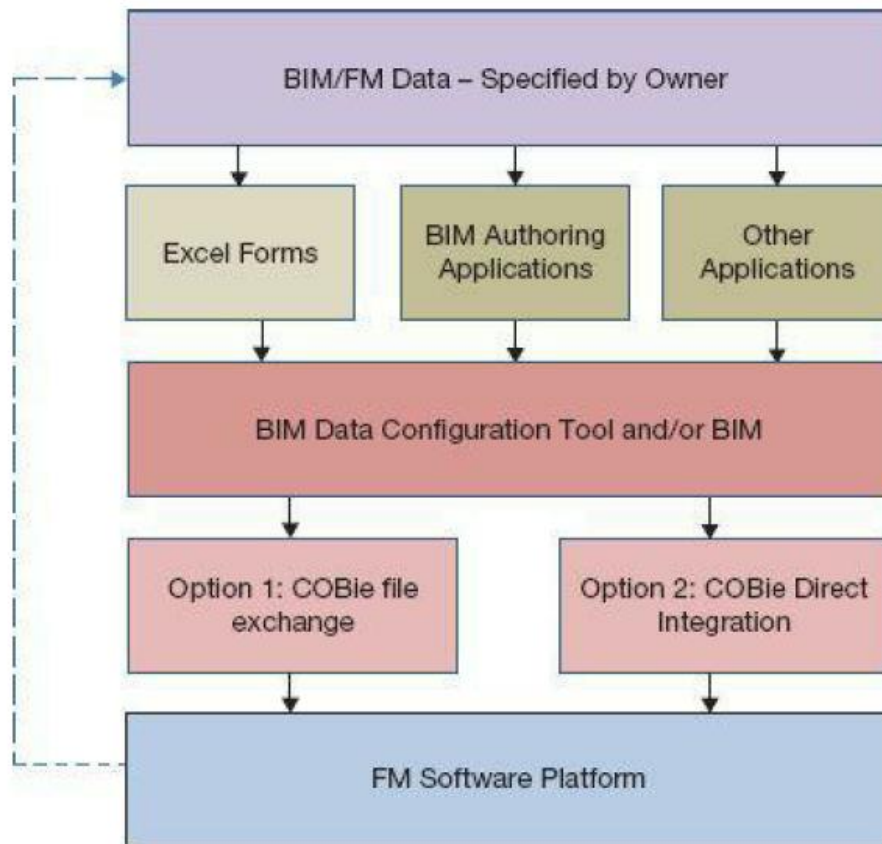 BIM/FM Data – Specified by Owner
Excel Forms
BIM Authoring
Applications
Other
Applications
BIM Data Configuration Tool and/or BIM
Option 1: COBie file
exchange
Option 2: COBie Direct
Integration
FM Software Platform